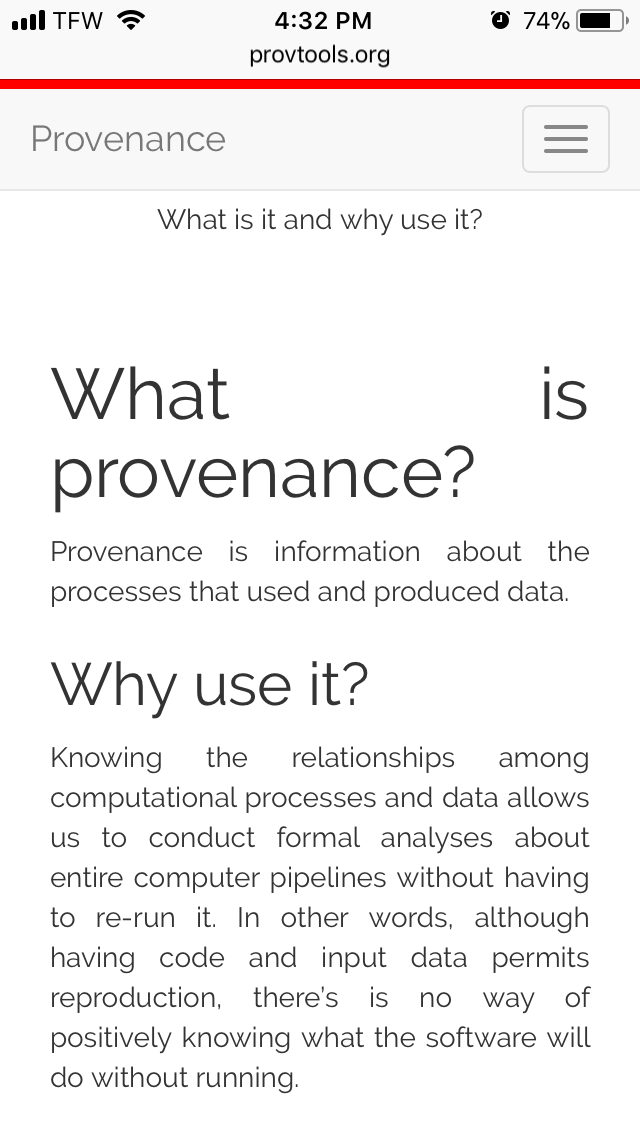 TFW 4:32 PM 74%
provtools.org
Provenance
What is it and why use it?
What is
provenance?
Provenance is information about the
processes that used and produced data.
Why use it?
Knowing the relationships among
computational processes and data allows
us to conduct formal analyses about
entire computer pipelines without having
to re-run it. In other words, although
having code and input data permits
reproduction, there's is no way of
positively knowing what the software will
do without running.